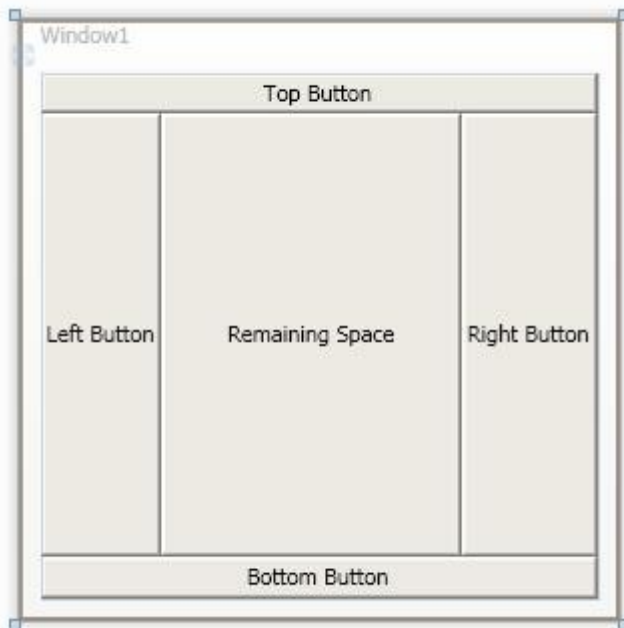 Window1
Top Button
Left Button
Remaining Space
Right Button
Bottom Button